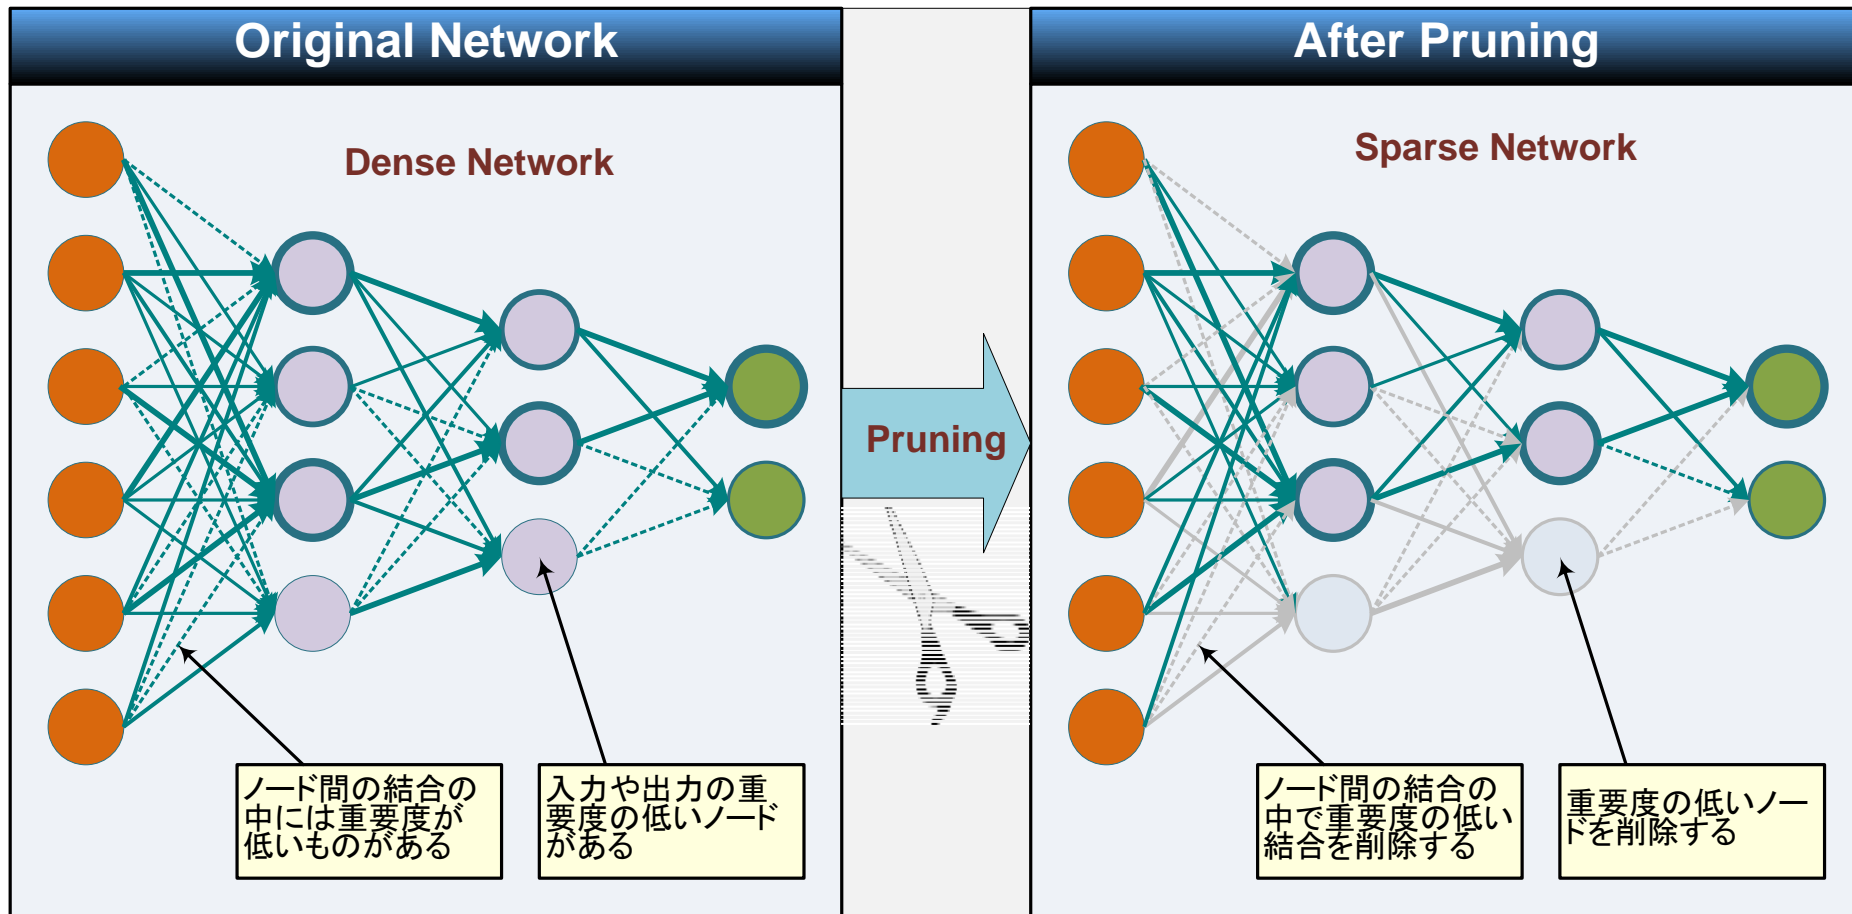 Original Network
Dense Network
ノード間の結合の
中には重要度が
低いものがある
入力や出力の重
要度の低いノード
がある
Pruning
After Pruning
Sparse Network
ノード間の結合の
中で重要度の低い
結合を削除する
重要度の低いノー
ドを削除する